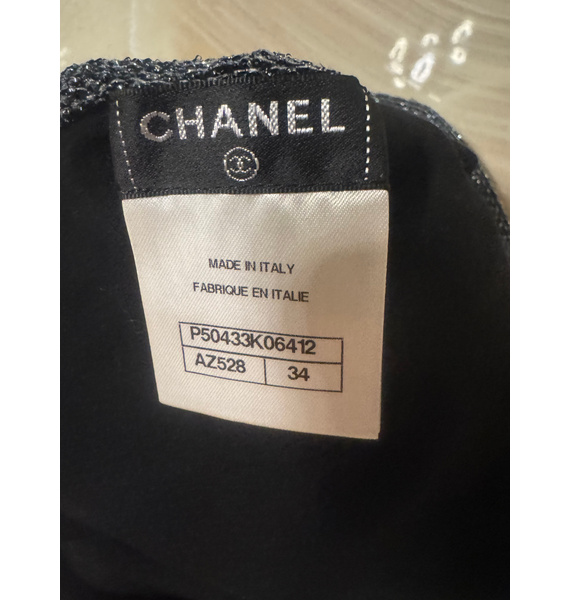 CHANEL
MADE IN ITALY
FABRIQUE EN ITALIE
P50433K06412
AZ528 34